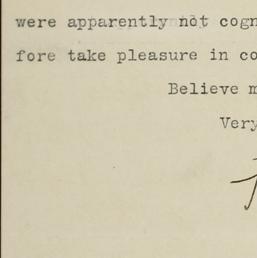 were apparently not cogn
fore take pleasure in co
Believe m
Very